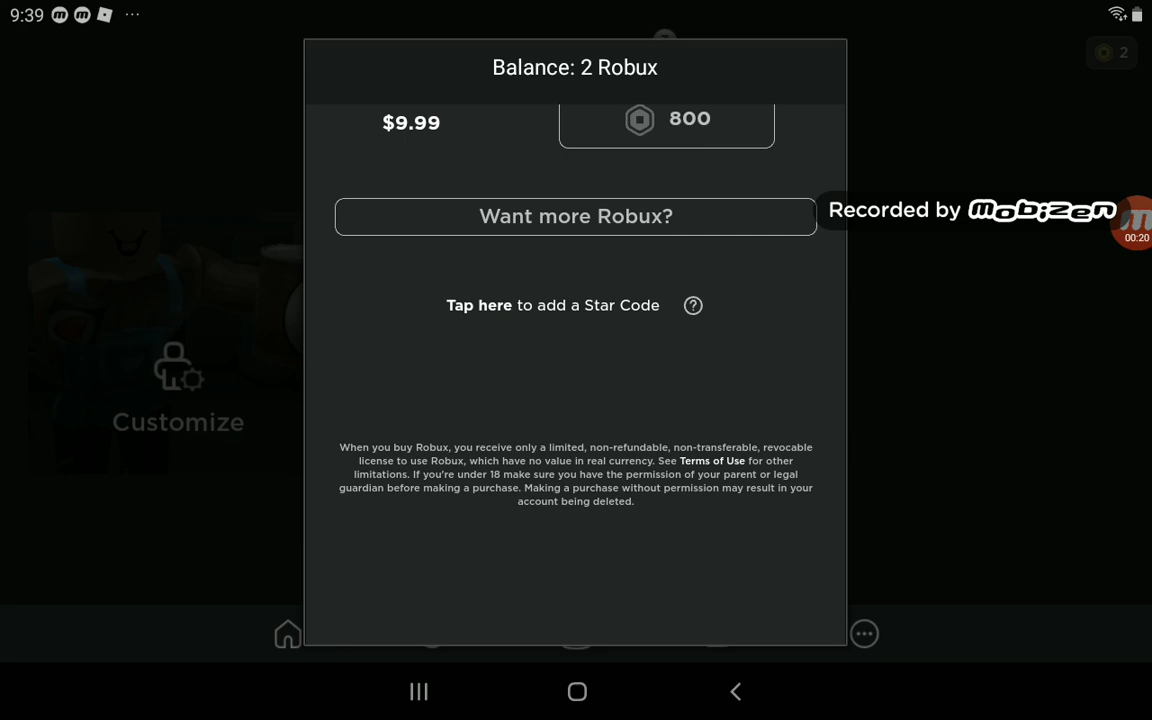 9:39
2
Balance: 2 Robux
$9.99
800
Want more Robux?
Recorded by mobizen
00:20
Tap here to add a Star Code
Customize
When you buy Robux, you receive only a limited, non-refundable, non-transferable, revocable
license to use Robux, which have no value in real currency. See Terms of Use for other
limitations. If you're under 18 make sure you have the permission of your parent or legal
guardian before making a purchase. Making a purchase without permission may result in your
account being deleted.